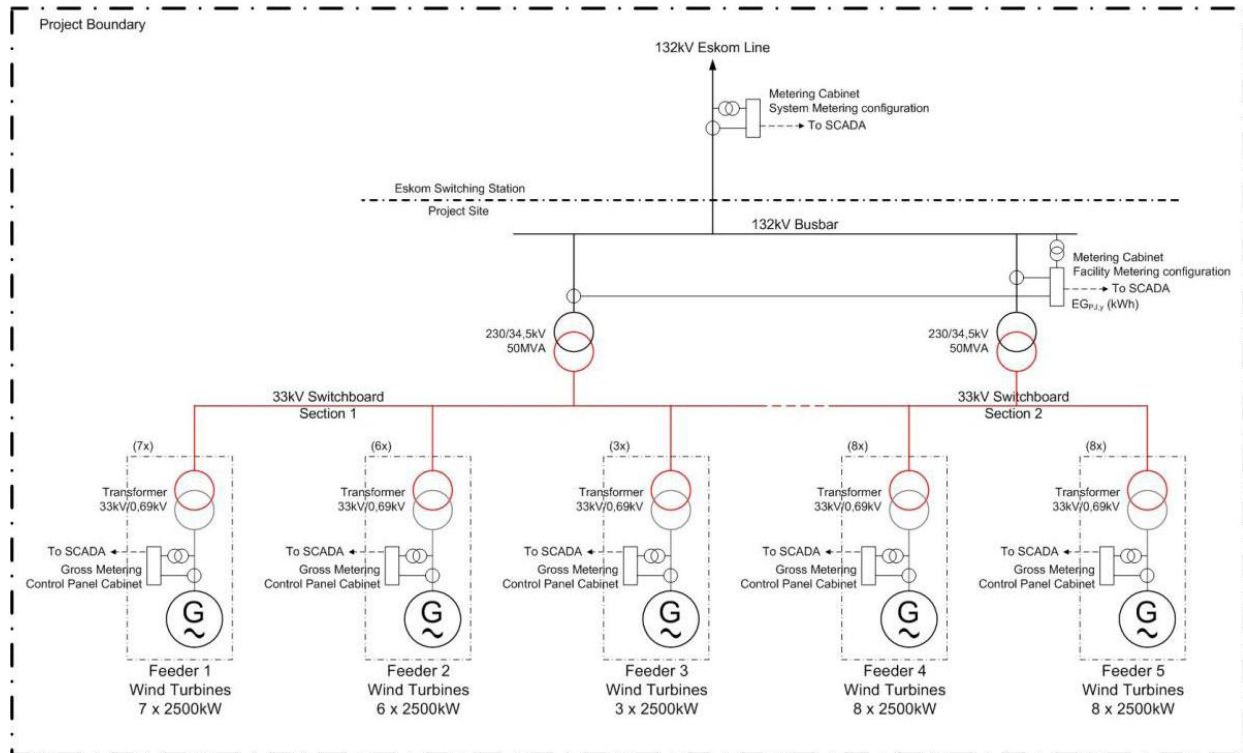 Project Boundary
132kV Eskom Line
Metering Cabinet
System Metering configuration
To SCADA
Eskom Switching Station
Project Site
132kV Busbar
Metering Cabinet
Facility Metering configuration
To SCADA
EGPJ,y (kWh)
230/34,5kV
50MVA
230/34,5kV
50MVA
33kV Switchboard
Section 1
33kV Switchboard
Section 2
(7x)
Transformer
33kV/0,69kV
To SCADA
Gross Metering
Control Panel Cabinet
G
~
Feeder 1
Wind Turbines
7 x 2500kW
(6x)
Transformer
33kV/0,69kV
To SCADA
Gross Metering
Control Panel Cabinet
G
~
Feeder 2
Wind Turbines
6 x 2500kW
(3x)
Transformer
33kV/0,69kV
To SCADA
Gross Metering
Control Panel Cabinet
G
~
Feeder 3
Wind Turbines
3 x 2500kW
(8x)
Transformer
33kV/0,69kV
To SCADA
Gross Metering
Control Panel Cabinet
G
~
Feeder 4
Wind Turbines
8 x 2500kW
(8x)
Transformer
33kV/0,69kV
To SCADA
Gross Metering
Control Panel Cabinet
G
~
Feeder 5
Wind Turbines
8 x 2500kW